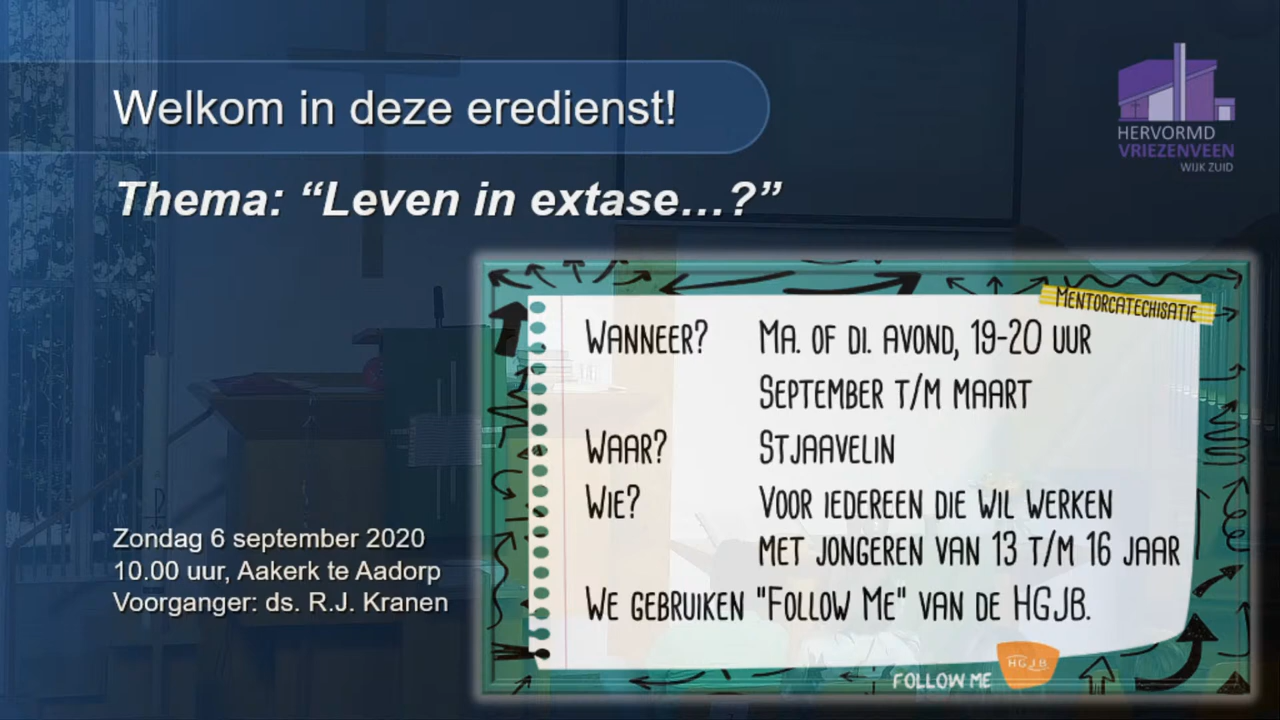 Welkom in deze eredienst!
Thema: “Leven in extase…?”
HERVORMD
VRIEZENVEEN
WIJK ZUID
MENTORCATECHISATIE
WANNEER? MA. OF DI. AVOND, 19-20 UUR
SEPTEMBER T/M MAART
WAAR? STJAAVELIN
WIE? VOOR IEDEREEN DIE WIL WERKEN
MET JONGEREN VAN 13 T/M 16 JAAR
WE GEBRUIKEN "FOLLOW ME" VAN DE HGJB.
FOLLOW ME
HGJB
Zondag 6 september 2020
10.00 uur, Aakerk te Aadorp
Voorganger: ds. R.J. Kranen